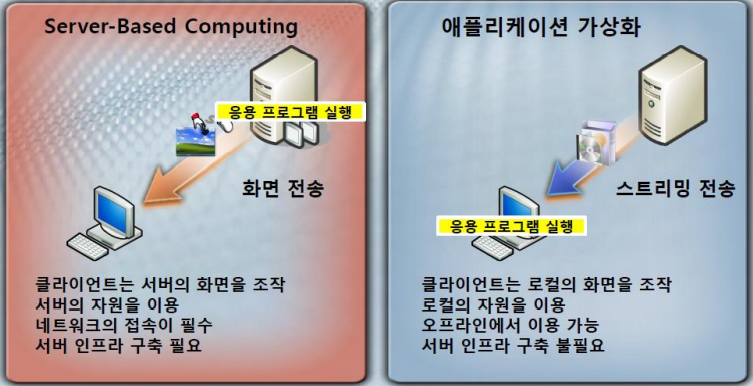 Server-Based Computing
응용 프로그램 실행
화면 전송
클라이언트는 서버의 화면을 조작
서버의 자원을 이용
네트워크의 접속이 필수
서버 인프라 구축 필요
애플리케이션 가상화
스트리밍 전송
응용 프로그램 실행
클라이언트는 로컬의 화면을 조작
로컬의 자원을 이용
오프라인에서 이용 가능
서버 인프라 구축 불필요